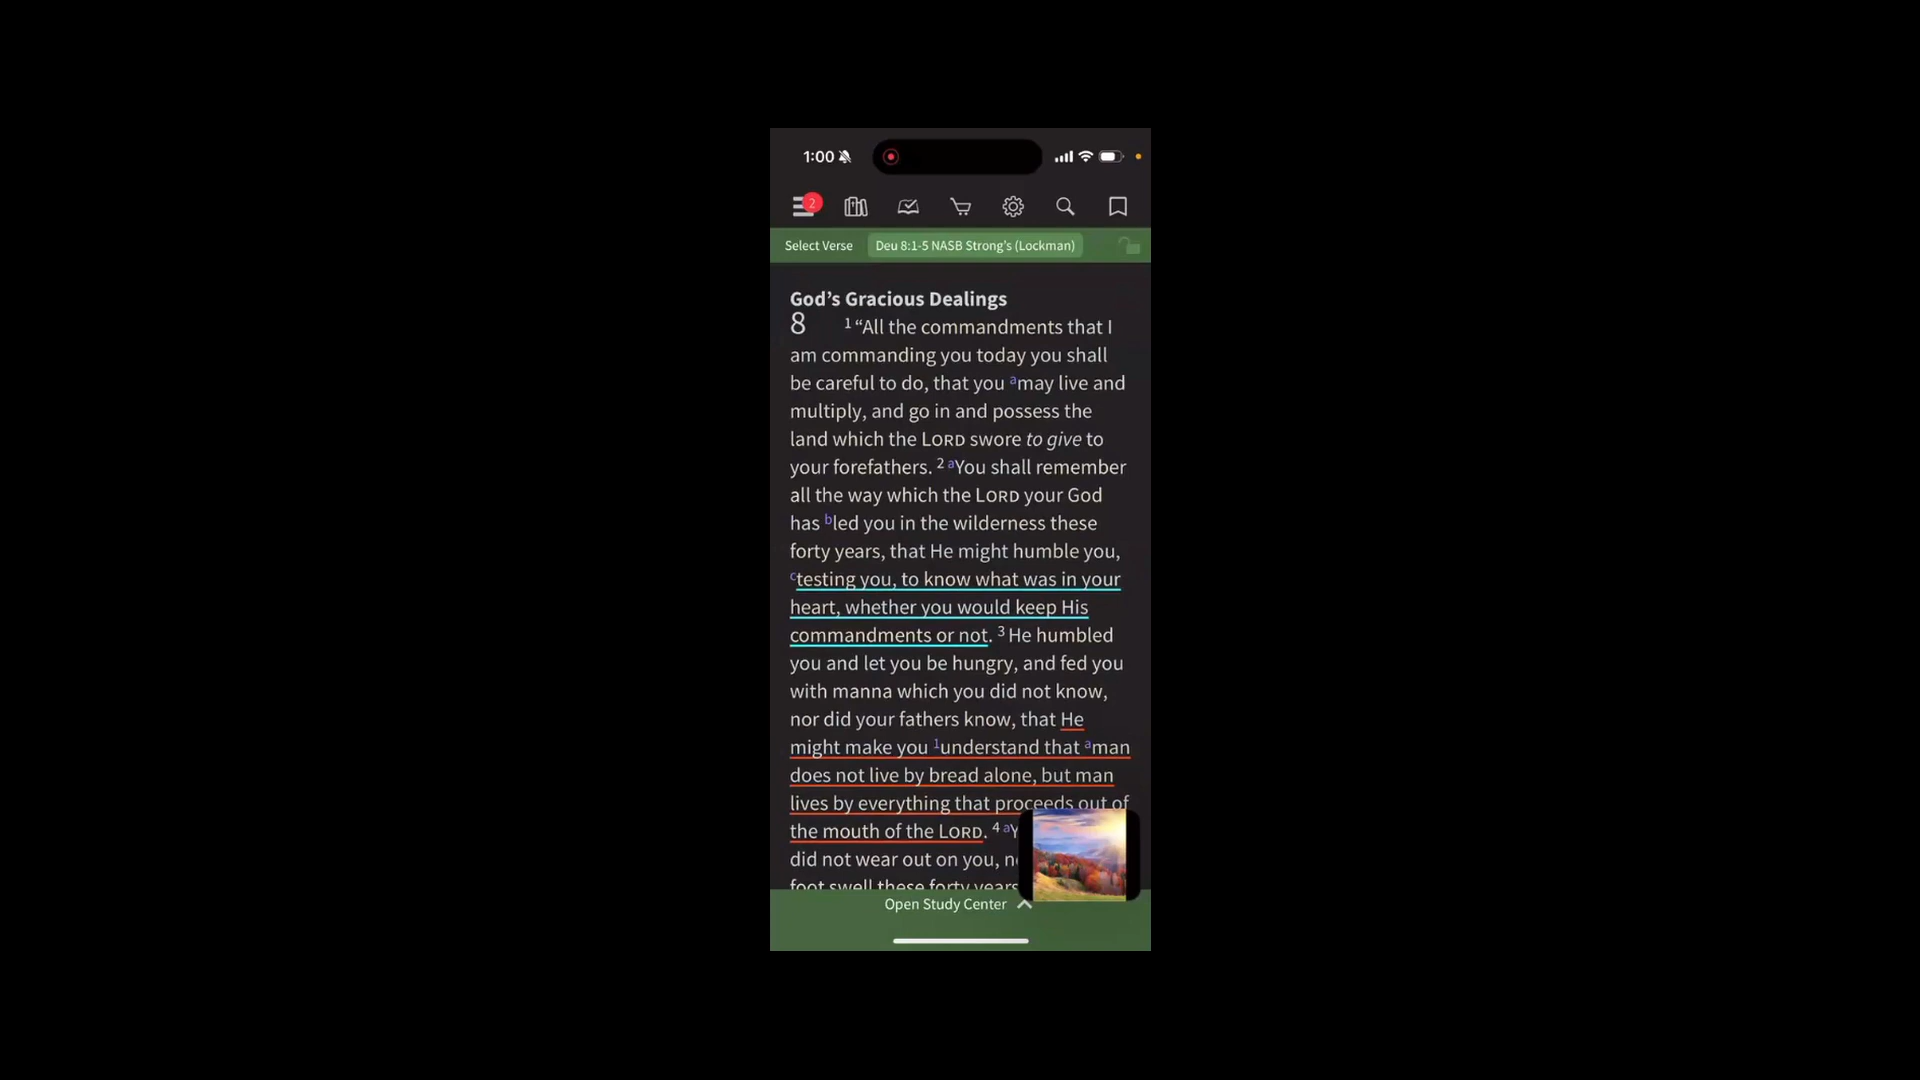 1:00
2
Select Verse Deu 8:1-5 NASB Strong's (Lockman)
God’s Gracious Dealings
8 1 “All the commandments that I
am commanding you today you shall
be careful to do, that you a may live and
multiply, and go in and possess the
land which the LORD swore to give to
your forefathers. 2 a You shall remember
all the way which the LORD your God
has b led you in the wilderness these
forty years, that He might humble you,
c testing you, to know what was in your
heart, whether you would keep His
commandments or not. 3 He humbled
you and let you be hungry, and fed you
with manna which you did not know,
nor did your fathers know, that He
might make you 1 understand that a man
does not live by bread alone, but man
lives by everything that proceeds out of
the mouth of the LORD. 4 a
did not wear out on you,
foot swell these forty years
Open Study Center